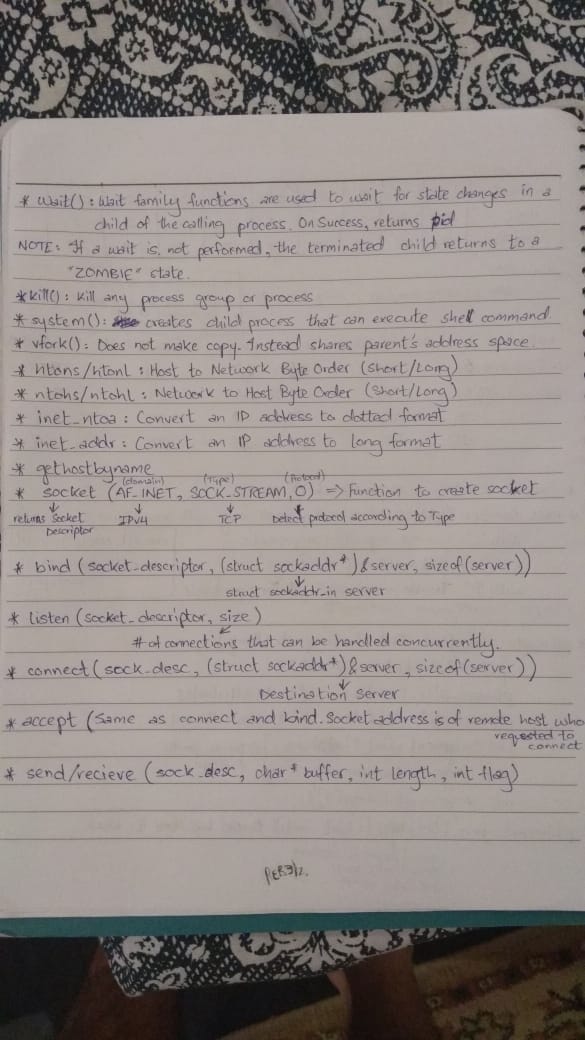 * wait() : Wait family functions are used to wait for state changes in a
child of the calling process. On Success, returns pid
NOTE: If a wait is not performed, the terminated child returns to a
"ZOMBIE" state.
* kill() : Kill any process group or process
* system() : creates child process that can execute shell command.
* vfork() : Does not make copy. Instead shares parent's address space.
* htons/htonl : Host to Network Byte Order (short/Long)
* ntohs/ntohl : Network to Host Byte Order (Short/Long)
* inet_ntoa : Convert an ID address to dotted format
* inet_addr : Convert an IP address to long format
* gethostbyname
(domain) (Type) (Protocol)
* socket (AF_INET, SOCK_STREAM, 0) => Function to create socket
returns Socket Descriptor IPV4 TCP Detect protocol according to Type
* bind (socket_descriptor, (struct sockaddr*)&server, sizeof(server))
struct sockaddr_in server
* listen (socket_descriptor, size)
# of connections that can be handled concurrently.
* connect (sock_desc, (struct sockaddr*)&server, sizeof(server))
Destination Server
* accept (Same as connect and bind. Socket address is of remote host who
requested to
connect
* send/recieve (sock_desc, char* buffer, int length, int flag)